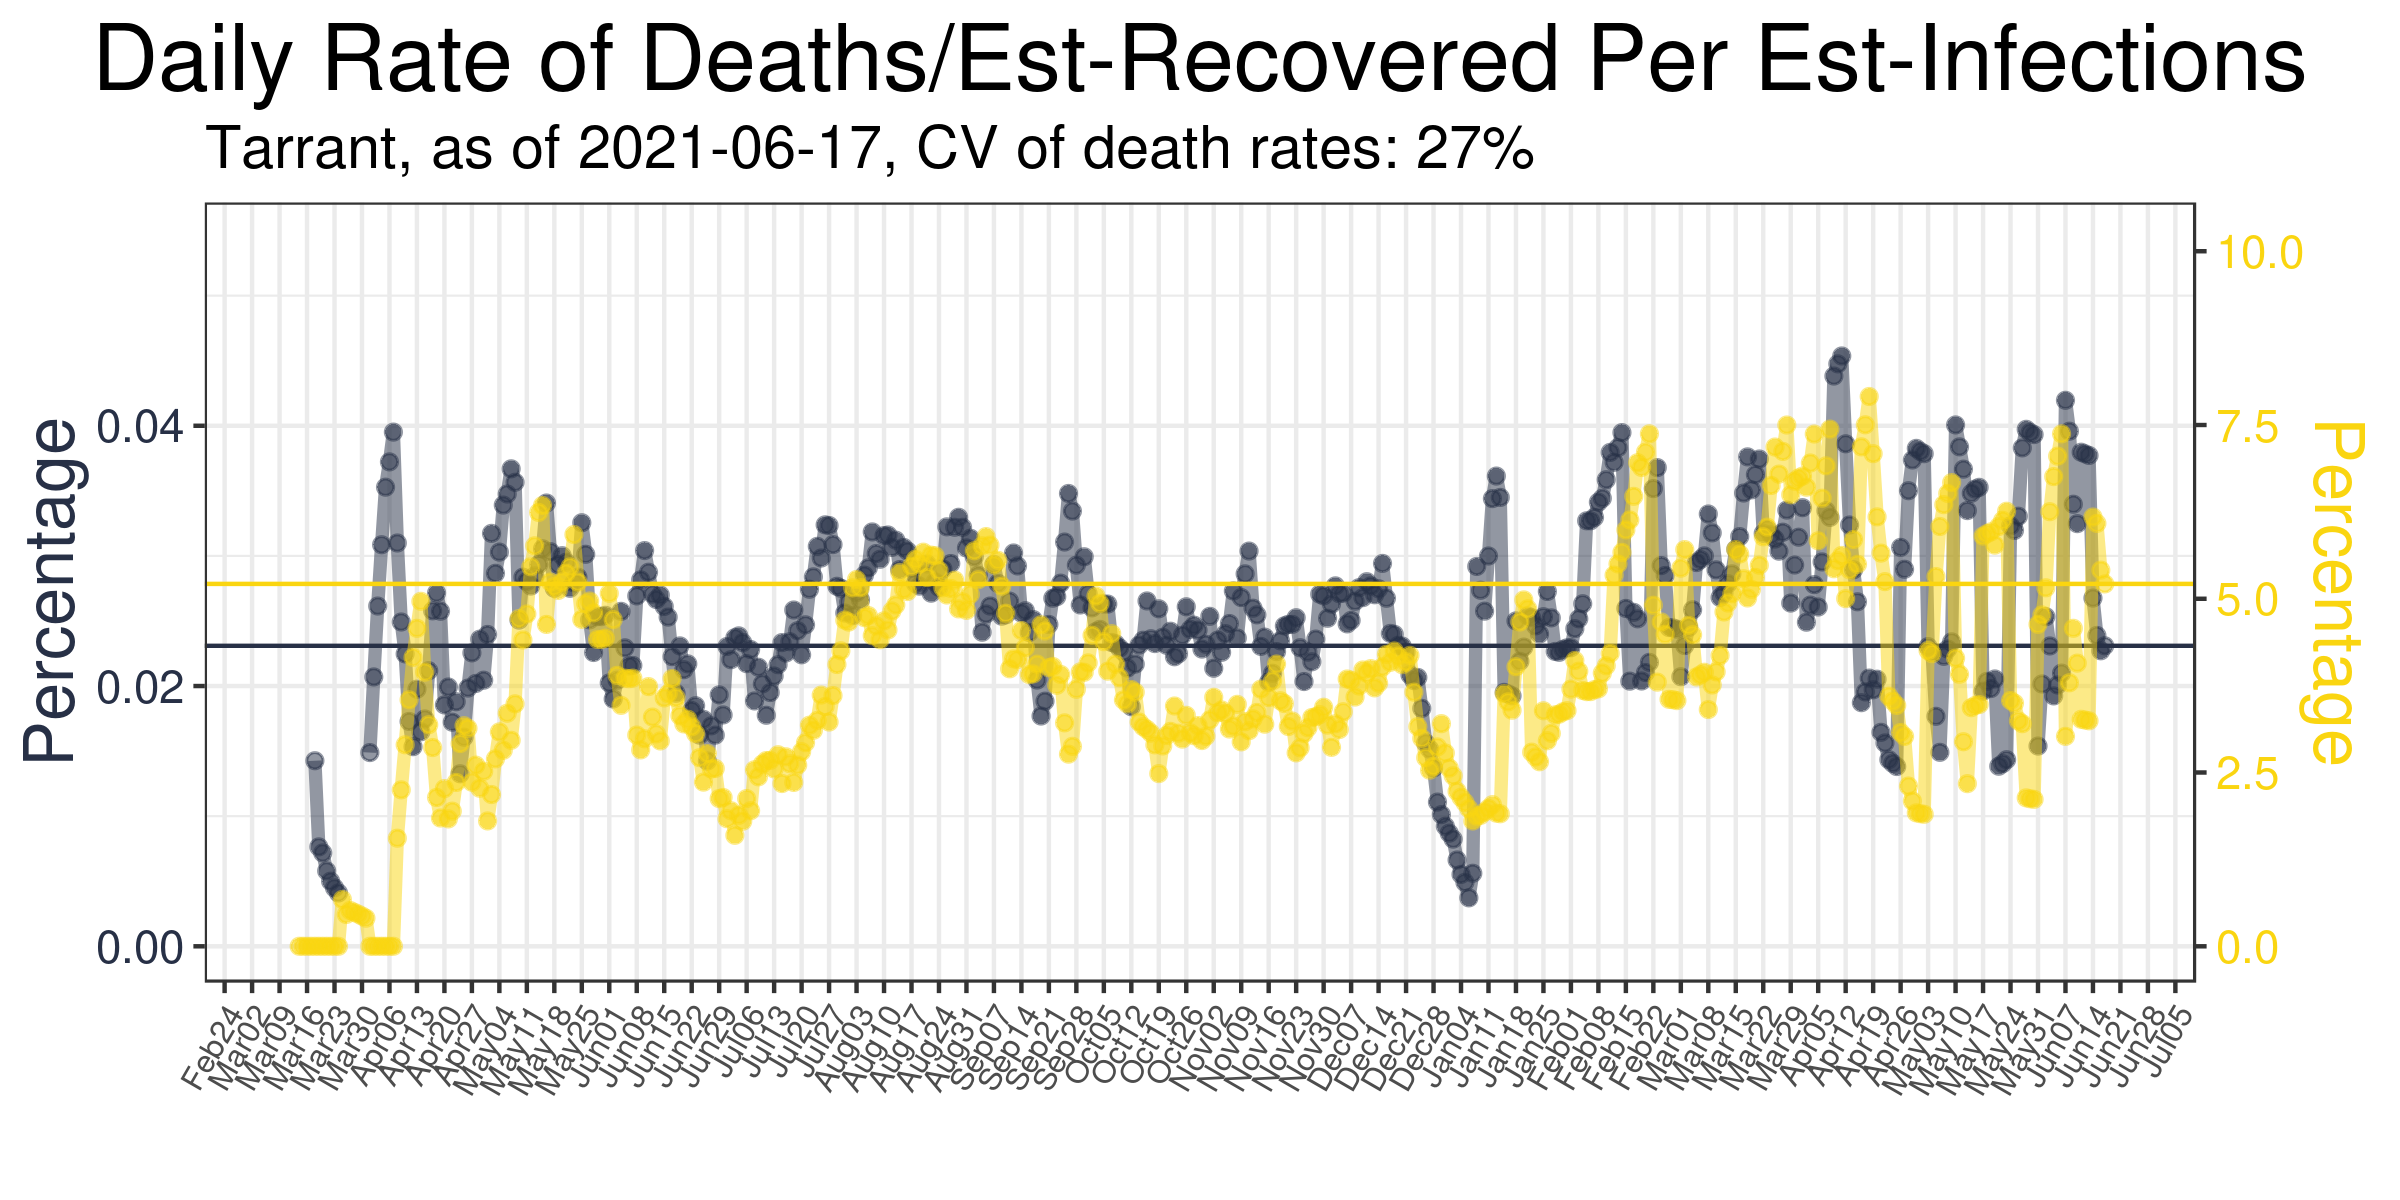 Daily Rate of Deaths/Est-Recovered Per Est-Infections
Tarrant, as of 2021-06-17, CV of death rates: 27%
Percentage
0.04
0.02
0.00
10.0
7.5
5.0
2.5
0.0
Percentage
Feb24
Mar02
Mar09
Mar16
Mar23
Mar30
Apr06
Apr13
Apr20
Apr27
May04
May11
May18
May25
Jun01
Jun08
Jun15
Jun22
Jun29
Jul06
Jul13
Jul20
Jul27
Aug03
Aug10
Aug17
Aug24
Aug31
Sep07
Sep14
Sep21
Sep28
Oct05
Oct12
Oct19
Oct26
Nov02
Nov09
Nov16
Nov23
Nov30
Dec07
Dec14
Dec21
Dec28
Jan04
Jan11
Jan18
Jan25
Feb01
Feb08
Feb15
Feb22
Mar01
Mar08
Mar15
Mar22
Mar29
Apr05
Apr12
Apr19
Apr26
May03
May10
May17
May24
May31
Jun07
Jun14
Jun21
Jun28
Jul05